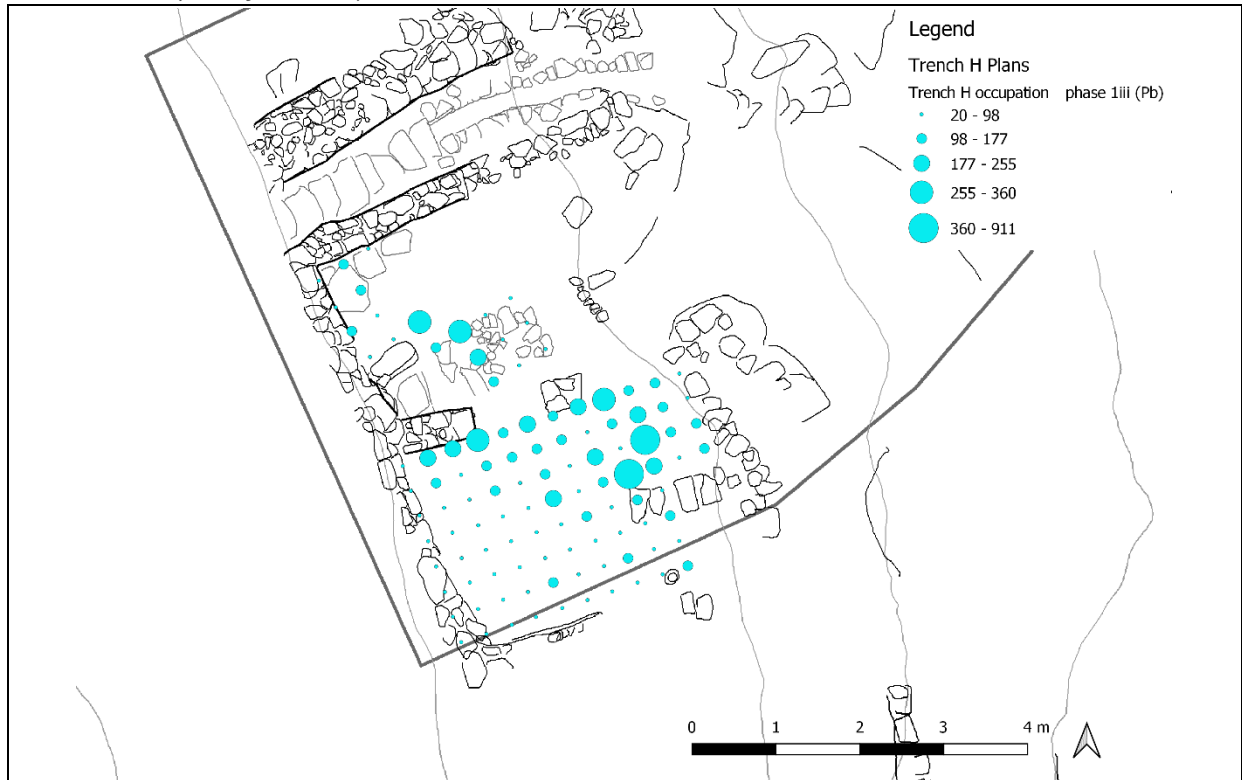 Legend
Trench H Plans
Trench H occupation phase 1iii (Pb)
20 - 98
98 - 177
177 - 255
255 - 360
360 - 911
0 1 2 3 4 m